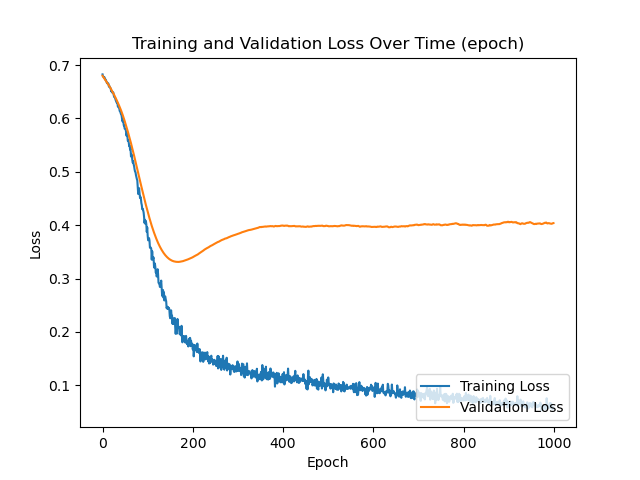 Training and Validation Loss Over Time (epoch)
0.7
0.6
0.5
0.4
0.3
0.2
0.1
Loss
Training Loss
Validation Loss
0 200 400 600 800 1000
Epoch